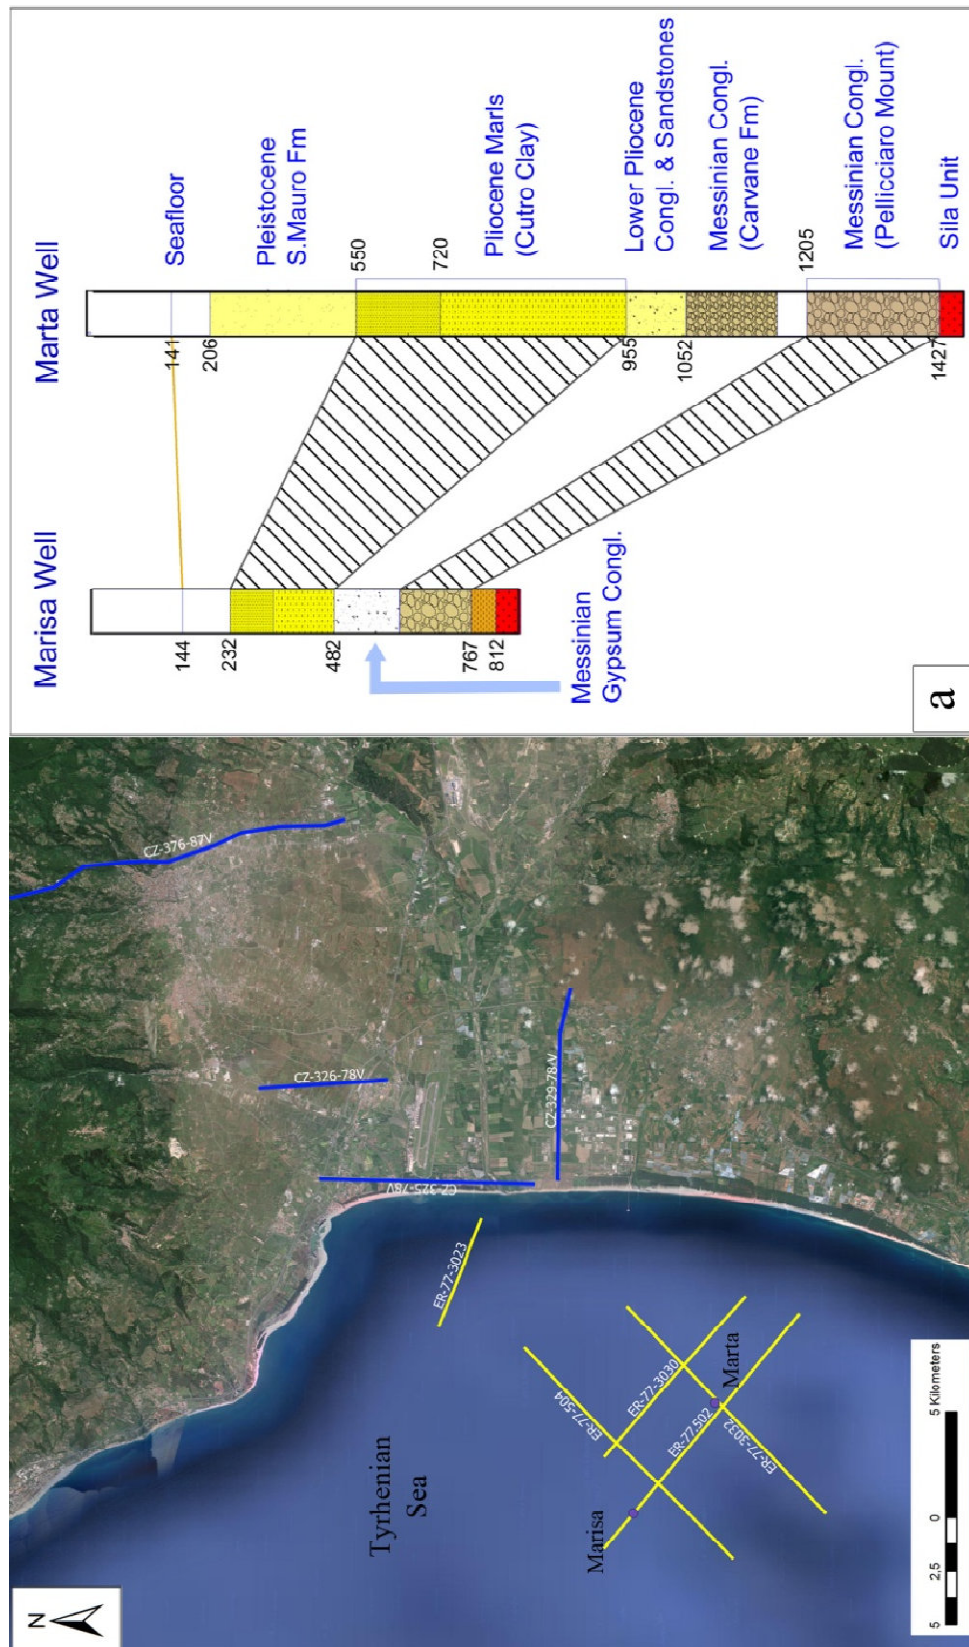 Marisa Well
Marta Well
144
232
482
767
812
141
206
955
1052
1427
550
720
1205
Seafloor
Pleistocene
S.Mauro Fm
Pliocene Marls
(Cutro Clay)
Lower Pliocene
Congl. & Sandstones
Messinian Congl.
(Carvane Fm)
Messinian Congl.
(Pellicciaro Mount)
Sila Unit
Messinian
Gypsum Congl.
a
N
Tyrhenian
Sea
CZ-376-87V
CZ-326-78V
CZ-325-78V
CZ-329-78-V
ER-77-3023
ER-77-504
ER-77-3030
ER-77-502
ER-77-3032
Marisa
Marta
5
2,5
0
5 Kilometers